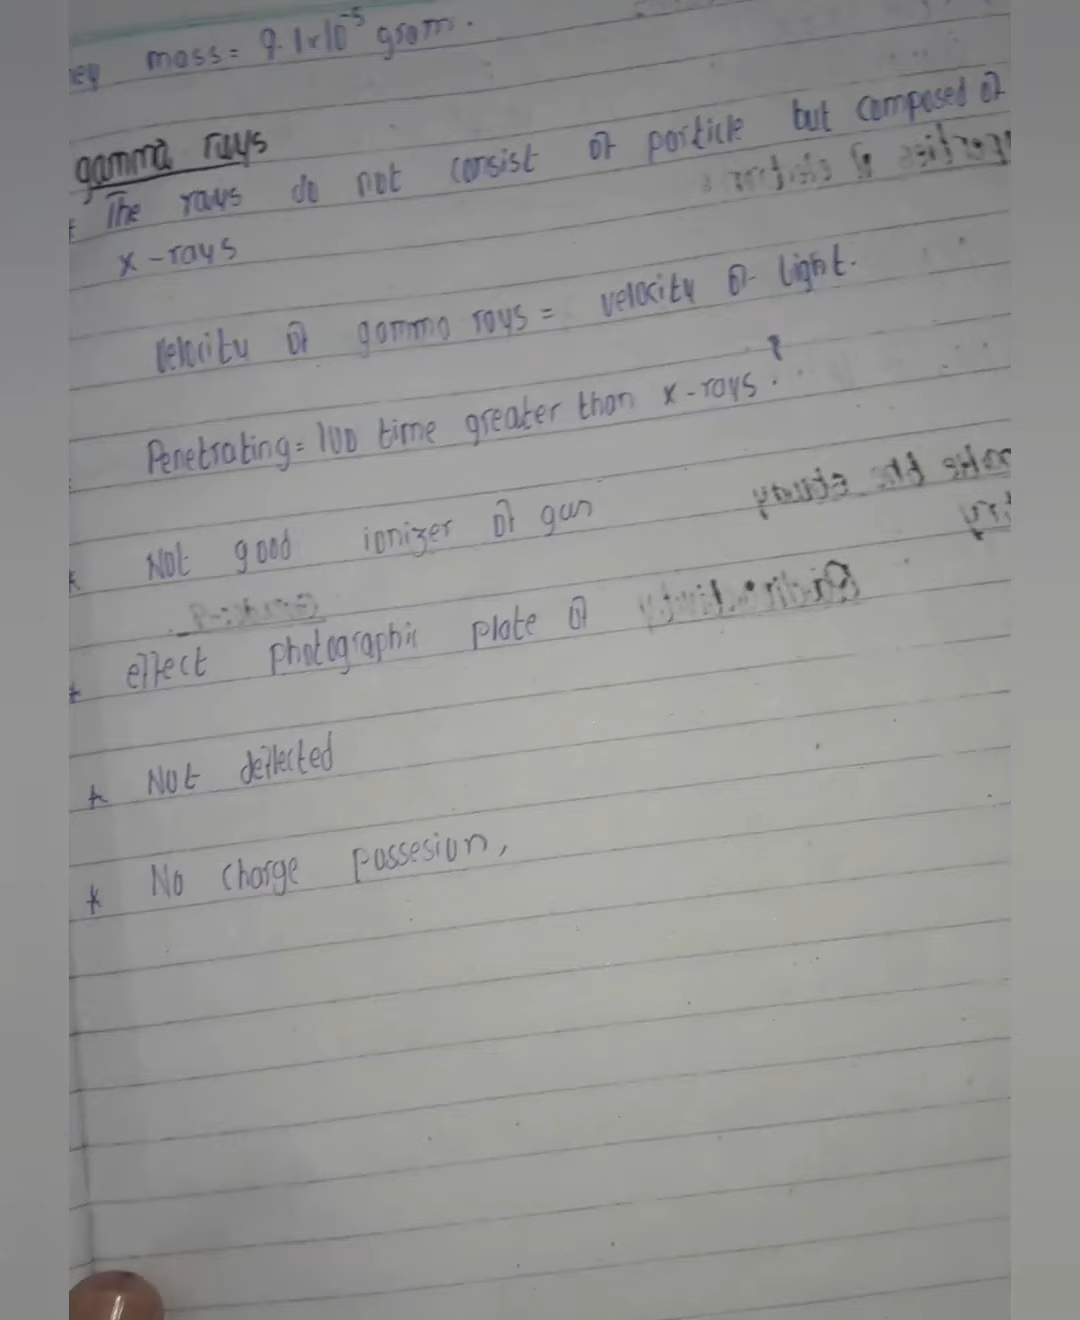 mass = 9.1x10⁻⁵ gram.
gamma rays
* The rays do not consist of particle but composed of
x-rays
Velocity of gamma rays = velocity of light.
Penetrating = 100 time greater than x-rays.
* Not good ionizer of gas
* effect photographic plate of
* Not deflected
* No charge possesion,